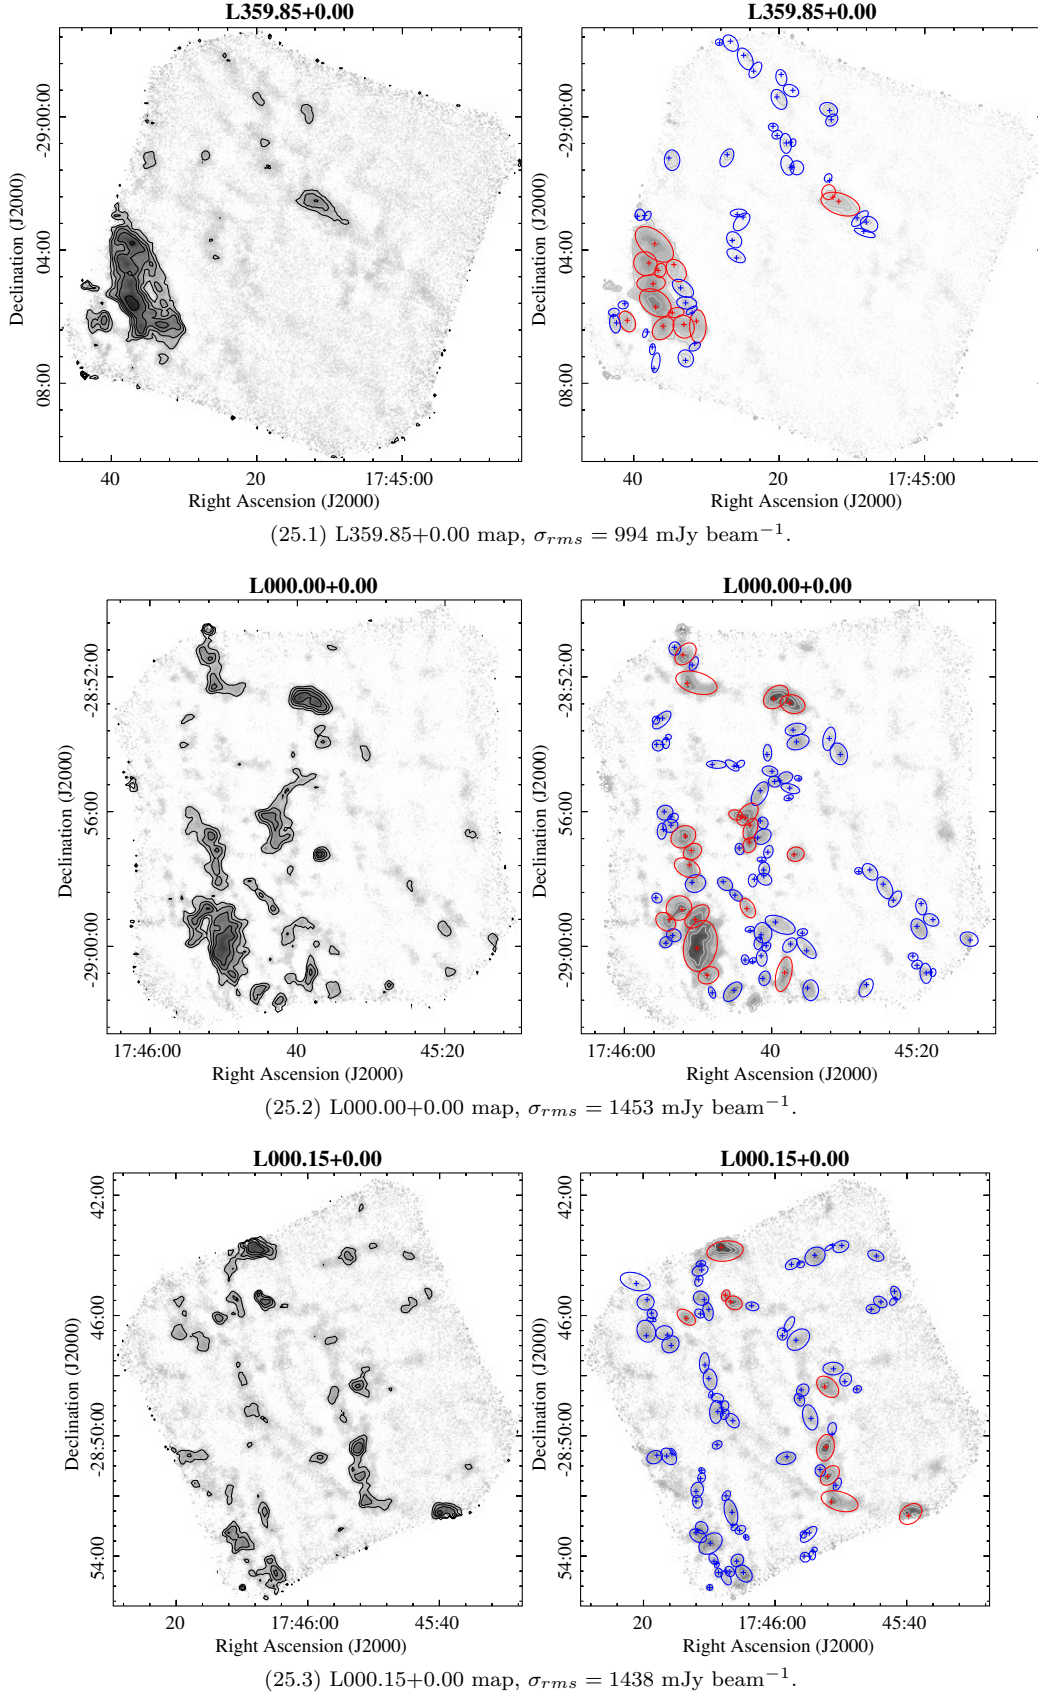 L359.85+0.00
L359.85+0.00
Declination (J2000)
-29:00:00
04:00
08:00
40
20
17:45:00
Right Ascension (J2000)
Declination (J2000)
-29:00:00
04:00
08:00
40
20
17:45:00
Right Ascension (J2000)
(25.1) L359.85+0.00 map, σrms = 994 mJy beam−1.
L000.00+0.00
L000.00+0.00
Declination (J2000)
-28:52:00
56:00
-29:00:00
17:46:00
40
45:20
Right Ascension (J2000)
Declination (J2000)
-28:52:00
56:00
-29:00:00
17:46:00
40
45:20
Right Ascension (J2000)
(25.2) L000.00+0.00 map, σrms = 1453 mJy beam−1.
L000.15+0.00
L000.15+0.00
Declination (J2000)
42:00
46:00
-28:50:00
54:00
20
17:46:00
45:40
Right Ascension (J2000)
Declination (J2000)
42:00
46:00
-28:50:00
54:00
20
17:46:00
45:40
Right Ascension (J2000)
(25.3) L000.15+0.00 map, σrms = 1438 mJy beam−1.